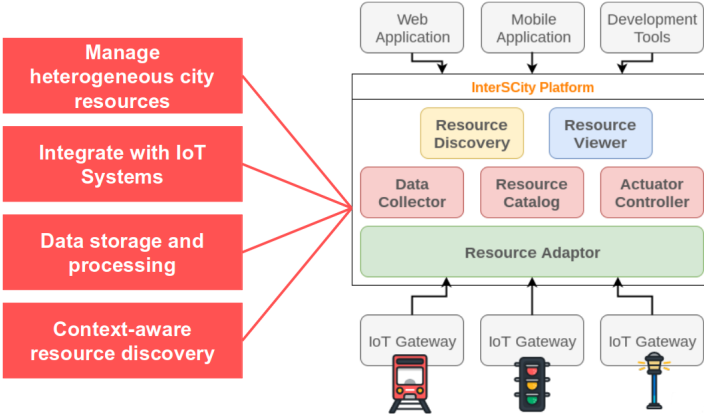 Manage
heterogeneous city
resources
Integrate with IoT
Systems
Data storage and
processing
Context-aware
resource discovery
Web
Application
Mobile
Application
Development
Tools
InterSCity Platform
Resource
Discovery
Resource
Viewer
Data
Collector
Resource
Catalog
Actuator
Controller
Resource Adaptor
IoT Gateway
IoT Gateway
IoT Gateway